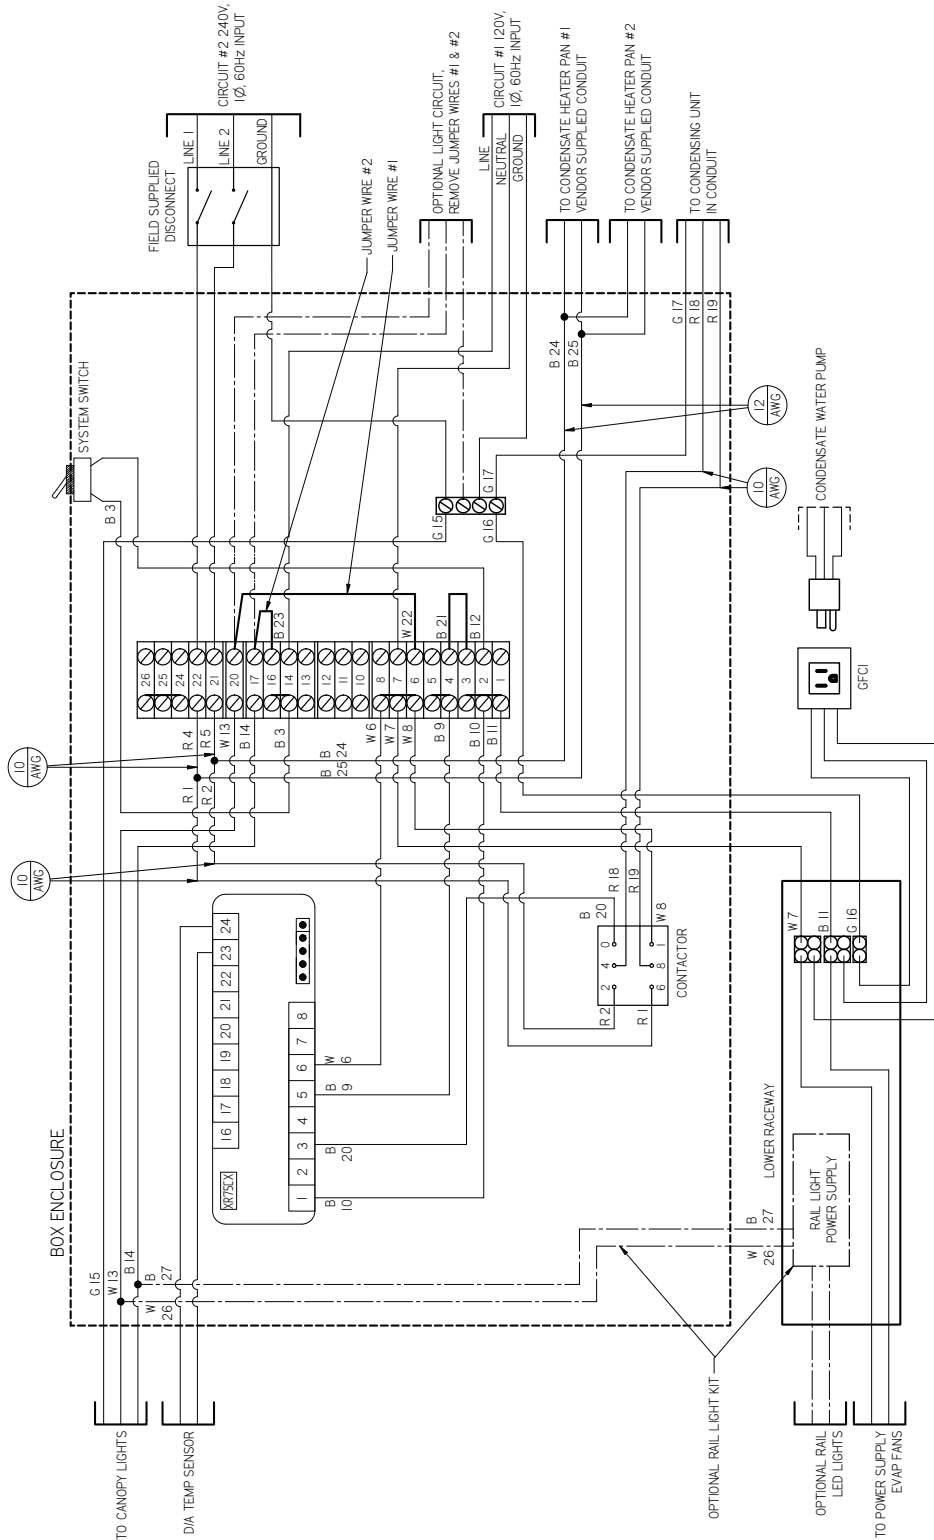 CIRCUIT #2 240V,
1Ø, 60Hz INPUT
LINE 1
LINE 2
GROUND
FIELD SUPPLIED
DISCONNECT
JUMPER WIRE #2
JUMPER WIRE #1
OPTIONAL LIGHT CIRCUIT,
REMOVE JUMPER WIRES #1 & #2
CIRCUIT #1 120V,
1Ø, 60Hz INPUT
LINE
NEUTRAL
GROUND
TO CONDENSATE HEATER PAN #1
VENDOR SUPPLIED CONDUIT
TO CONDENSATE HEATER PAN #2
VENDOR SUPPLIED CONDUIT
TO CONDENSING UNIT
IN CONDUIT
SYSTEM SWITCH
B 3
B 24
B 25
G 17
R 18
R 19
12
AWG
10
AWG
CONDENSATE WATER PUMP
GFCI
G 15
G 16
G 17
26
25
24
22
21
20
17
16
14
13
12
11
10
8
7
6
5
4
3
2
1
B 23
W 22
B 21
B 12
R 4
R 5
W 13
B 14
B 3
W 6
W 7
W 8
B 9
B 10
B 11
R 1
R 2
B
25
B
24
10
AWG
10
AWG
XR75CX
16
17
18
19
20
21
22
23
24
1
2
3
4
5
6
7
8
B
10
B
20
B
9
W
6
B
20
R 18
R 19
W 8
R 2
R 1
2
4
0
6
8
1
CONTACTOR
W 7
B 11
G 16
LOWER RACEWAY
RAIL LIGHT
POWER SUPPLY
B
27
W
26
BOX ENCLOSURE
G 15
W 13
B 14
B
27
W
26
TO CANOPY LIGHTS
D/A TEMP SENSOR
OPTIONAL RAIL LIGHT KIT
OPTIONAL RAIL
LED LIGHTS
TO POWER SUPPLY
EVAP FANS